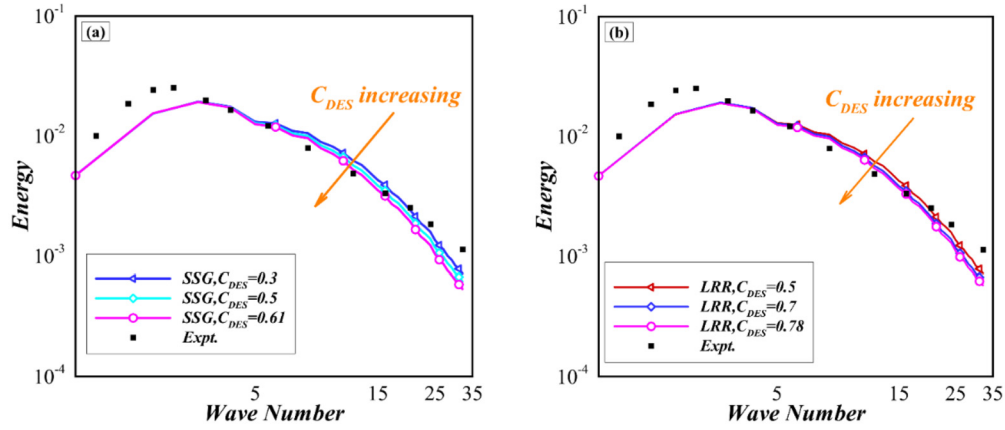 (a)
10⁻¹
10⁻²
10⁻³
10⁻⁴
Energy
C_DES increasing
SSG,C_DES=0.3
SSG,C_DES=0.5
SSG,C_DES=0.61
Expt.
5
15
25
35
Wave Number
(b)
10⁻¹
10⁻²
10⁻³
10⁻⁴
Energy
C_DES increasing
LRR,C_DES=0.5
LRR,C_DES=0.7
LRR,C_DES=0.78
Expt.
5
15
25
35
Wave Number